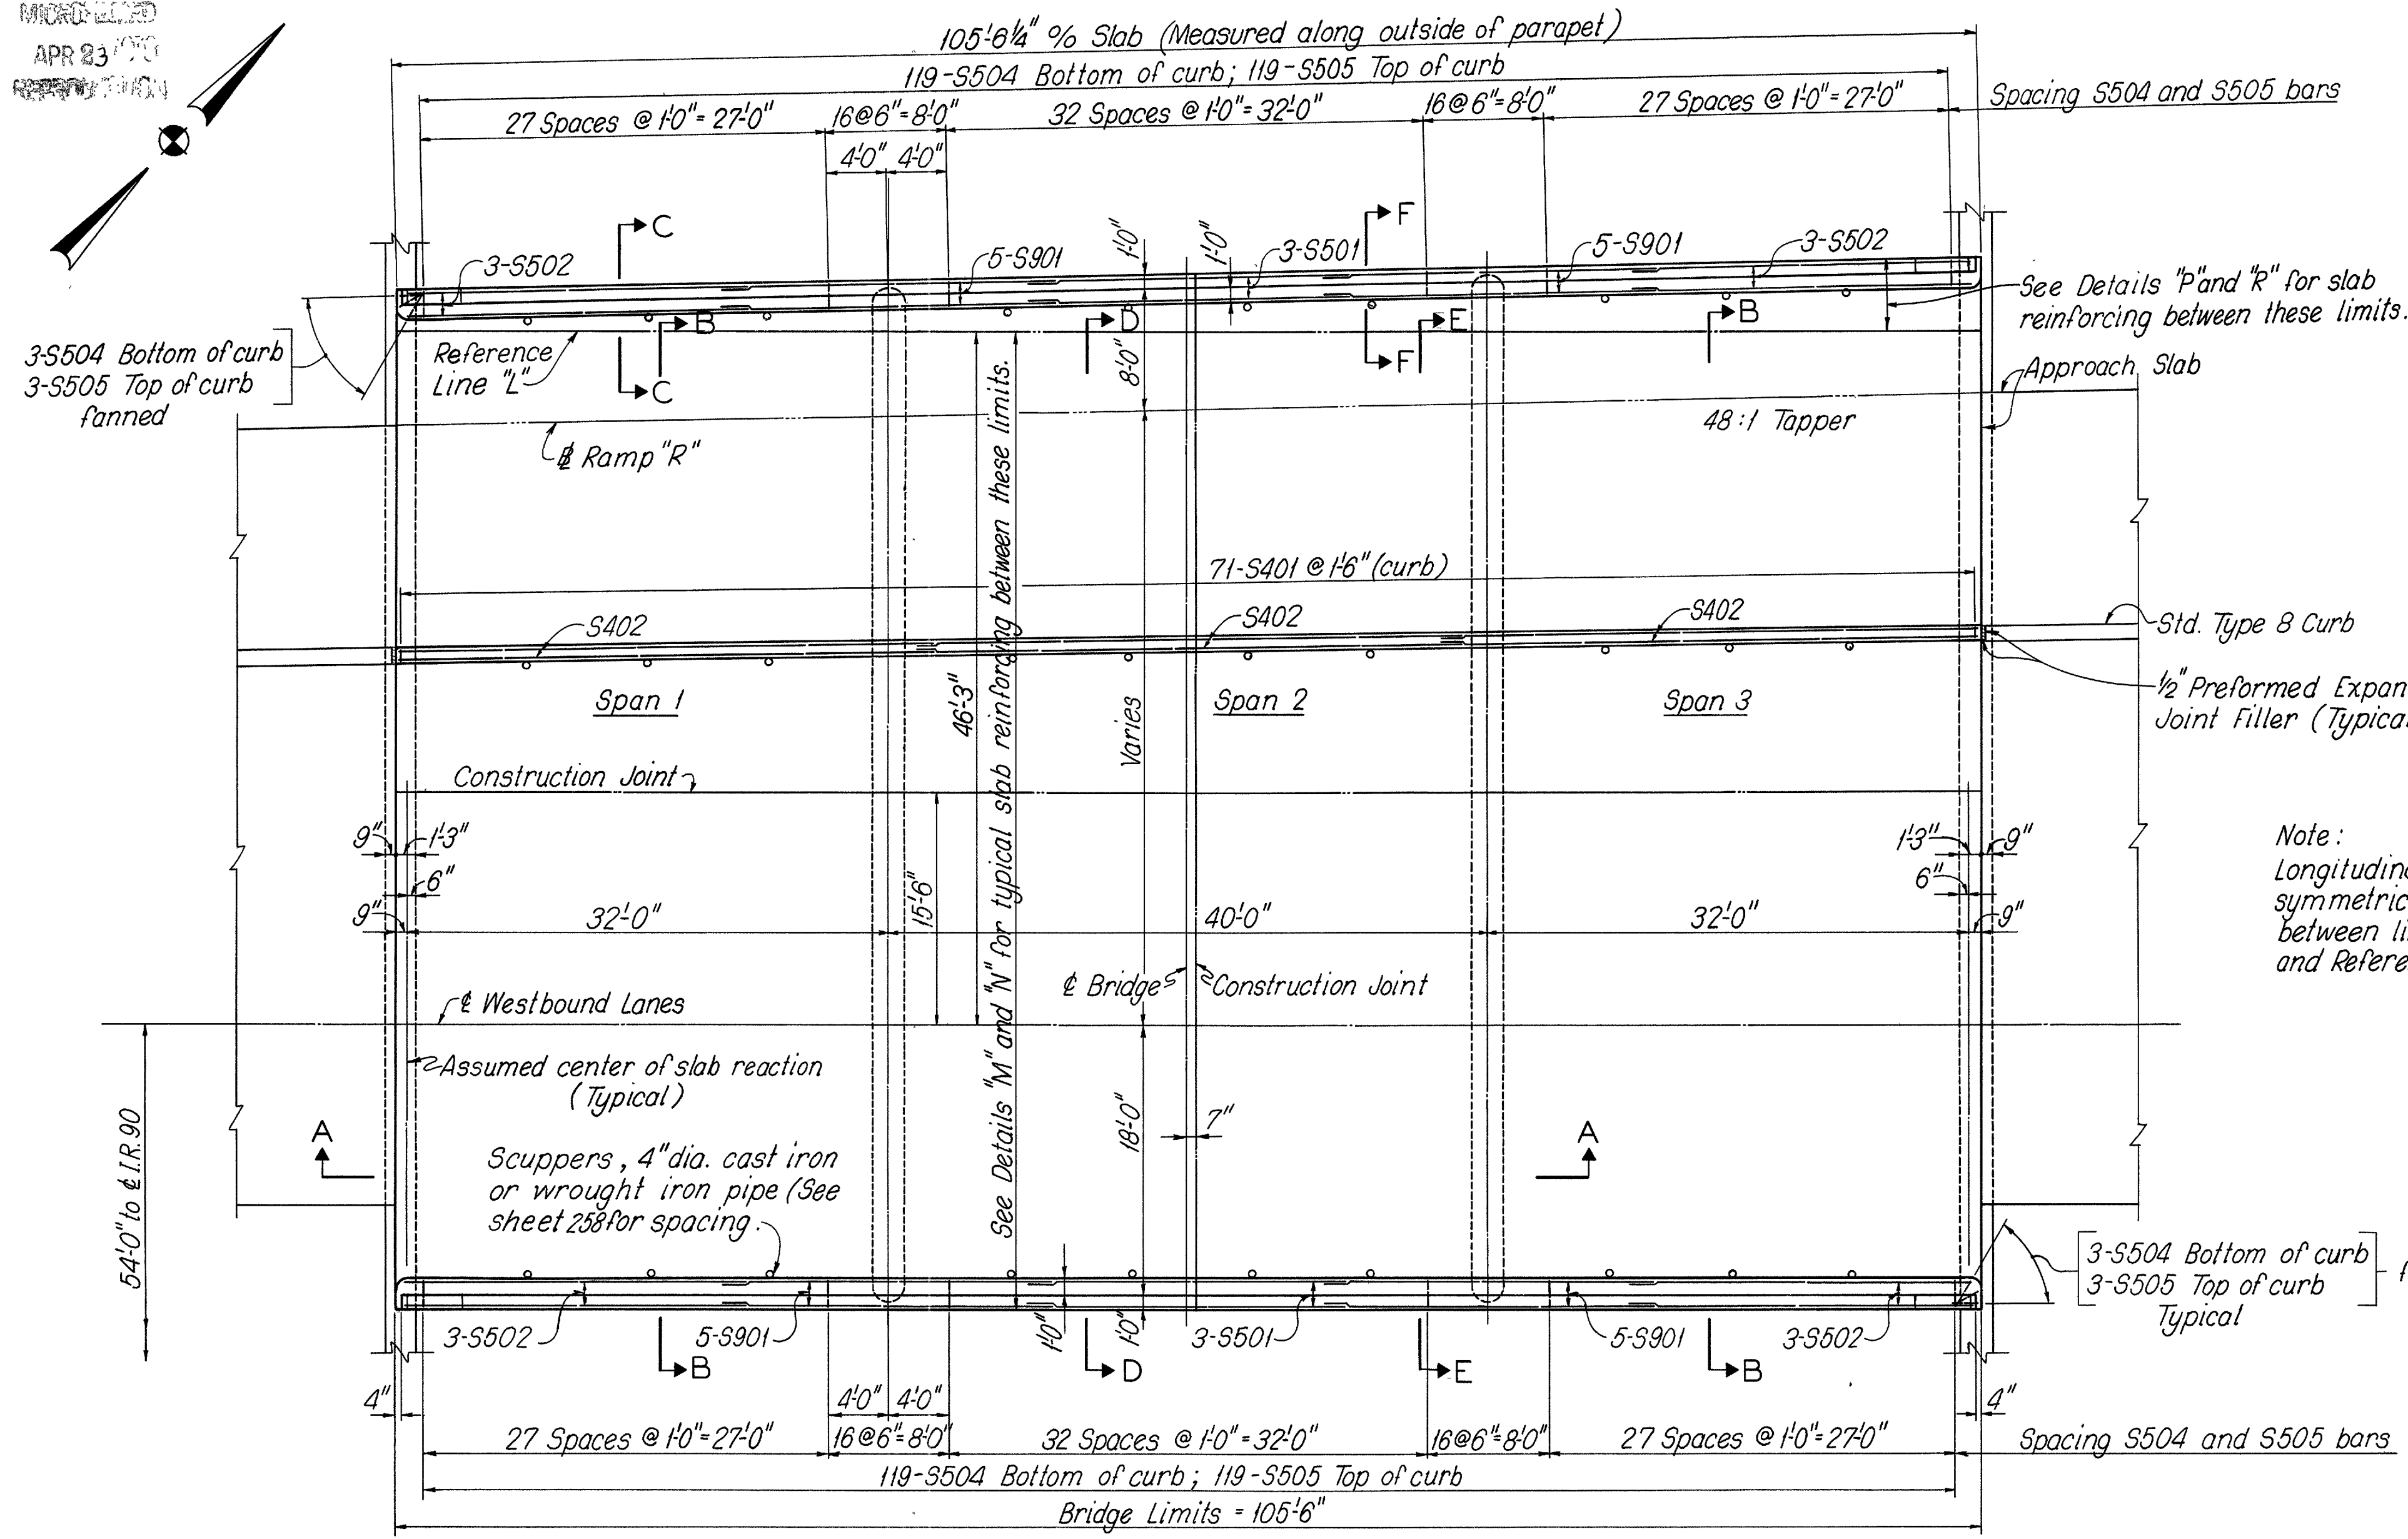 APR 23
105'-6¼" % Slab (Measured along outside of parapet)
119-S504 Bottom of curb; 119-S505 Top of curb
27 Spaces @ 1'-0" = 27'-0"
16@6"=8'-0"
32 Spaces @ 1'-0" = 32'-0"
16@6"=8'-0"
27 Spaces @ 1'-0" = 27'-0"
Spacing S504 and S505 bars
4'-0" 4'-0"
C
F
1'-0"
1'-0"
3-S502
5-S901
3-S501
5-S901
3-S502
See Details "P" and "R" for slab
reinforcing between these limits.
B
D
E
B
3-S504 Bottom of curb
3-S505 Top of curb
fanned
Reference
Line "L"
C
F
8'-0"
Approach Slab
48:1 Tapper
℄ Ramp "R"
71-S401 @ 1'-6" (curb)
S402
S402
S402
Std. Type 8 Curb
½" Preformed Expan
Joint Filler (Typical
Span 1
Span 2
Span 3
46'-3"
Varies
See Details "M" and "N" for typical slab reinforcing between these limits.
Construction Joint
9"
1'-3"
6"
9"
32'-0"
15'-6"
40'-0"
32'-0"
1'-3"
9"
6"
9"
Note:
Longitudin
symmetric
between li
and Refere
℄ Bridge
Construction Joint
℄ Westbound Lanes
Assumed center of slab reaction
(Typical)
54'-0" to ℄ I.R. 90
A
A
18'-0"
7"
Scuppers, 4" dia. cast iron
or wrought iron pipe (See
sheet 258 for spacing.
3-S504 Bottom of curb
3-S505 Top of curb
Typical
f
3-S502
5-S901
1'-0"
1'-0"
3-S501
5-S901
3-S502
B
D
E
B
4"
4'-0" 4'-0"
4"
27 Spaces @ 1'-0" = 27'-0"
16@6"=8'-0"
32 Spaces @ 1'-0" = 32'-0"
16@6"=8'-0"
27 Spaces @ 1'-0" = 27'-0"
Spacing S504 and S505 bars
119-S504 Bottom of curb; 119-S505 Top of curb
Bridge Limits = 105'-6"